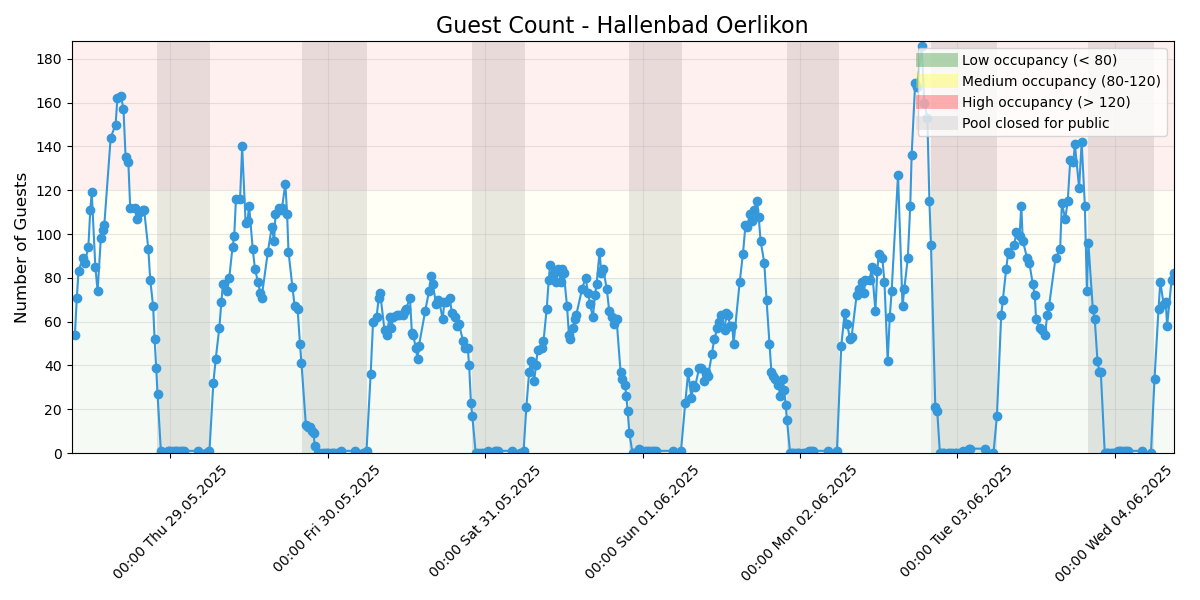 Guest Count - Hallenbad Oerlikon
Number of Guests
180
160
140
120
100
80
60
40
20
0
Low occupancy (< 80)
Medium occupancy (80-120)
High occupancy (> 120)
Pool closed for public
00:00 Thu 29.05.2025
00:00 Fri 30.05.2025
00:00 Sat 31.05.2025
00:00 Sun 01.06.2025
00:00 Mon 02.06.2025
00:00 Tue 03.06.2025
00:00 Wed 04.06.2025